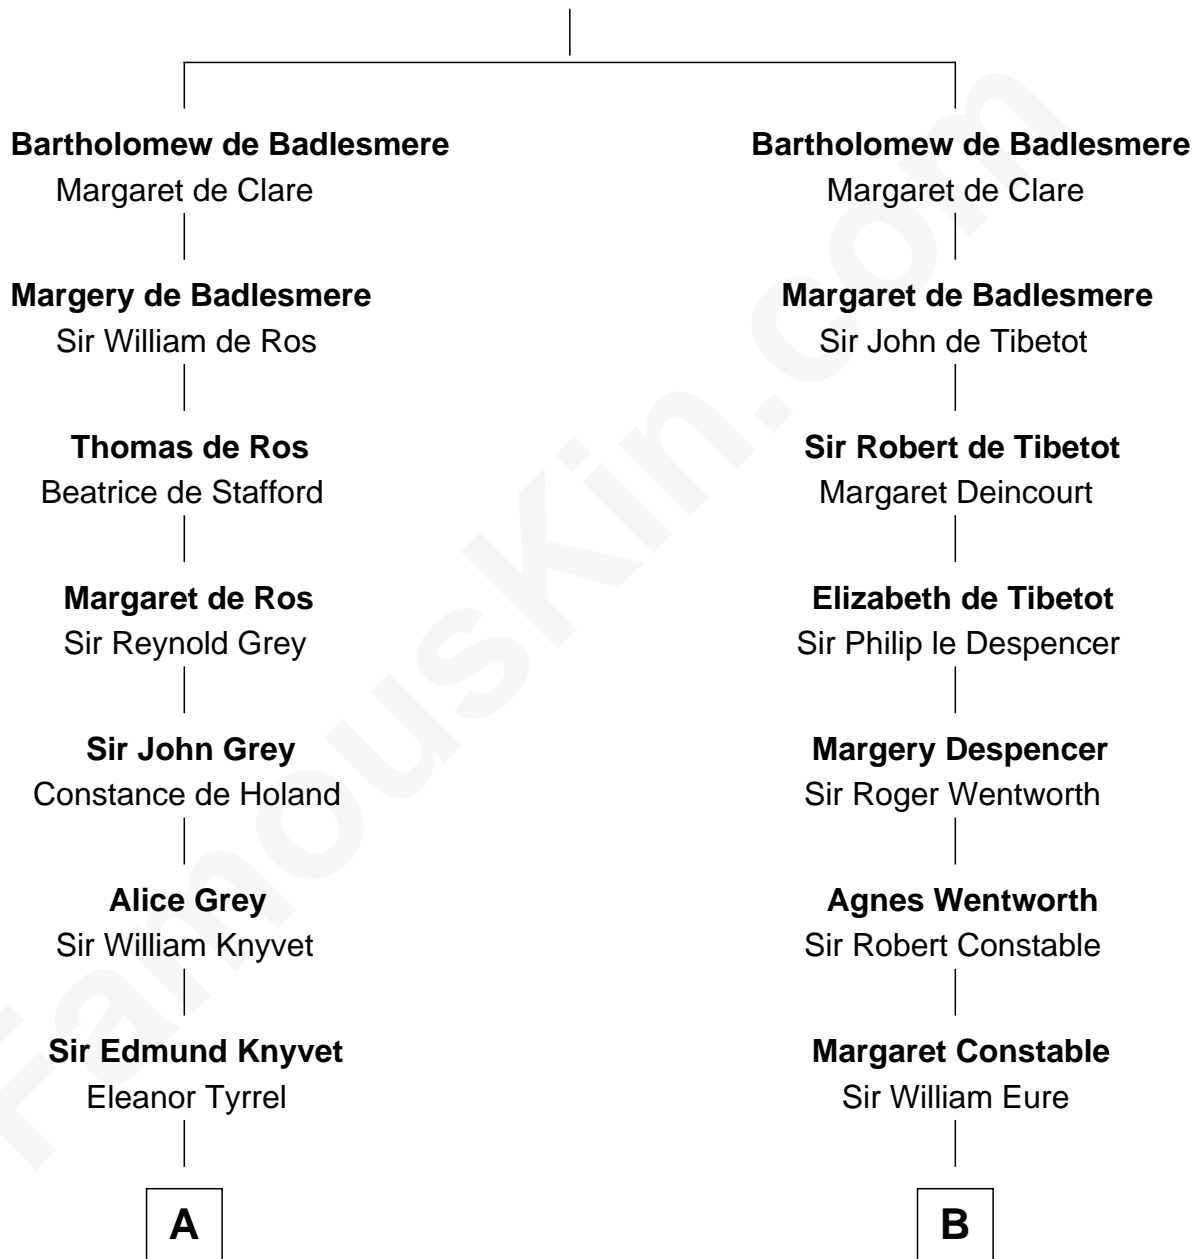 Bartholomew de Badlesmere
Margaret de Clare
Bartholomew de Badlesmere
Margaret de Clare
Margery de Badlesmere
Sir William de Ros
Margaret de Badlesmere
Sir John de Tibetot
Thomas de Ros
Beatrice de Stafford
Sir Robert de Tibetot
Margaret Deincourt
Margaret de Ros
Sir Reynold Grey
Elizabeth de Tibetot
Sir Philip le Despencer
Sir John Grey
Constance de Holand
Margery Despencer
Sir Roger Wentworth
Alice Grey
Sir William Knyvet
Agnes Wentworth
Sir Robert Constable
Sir Edmund Knyvet
Eleanor Tyrrel
Margaret Constable
Sir William Eure
A
B
FamousKin.com